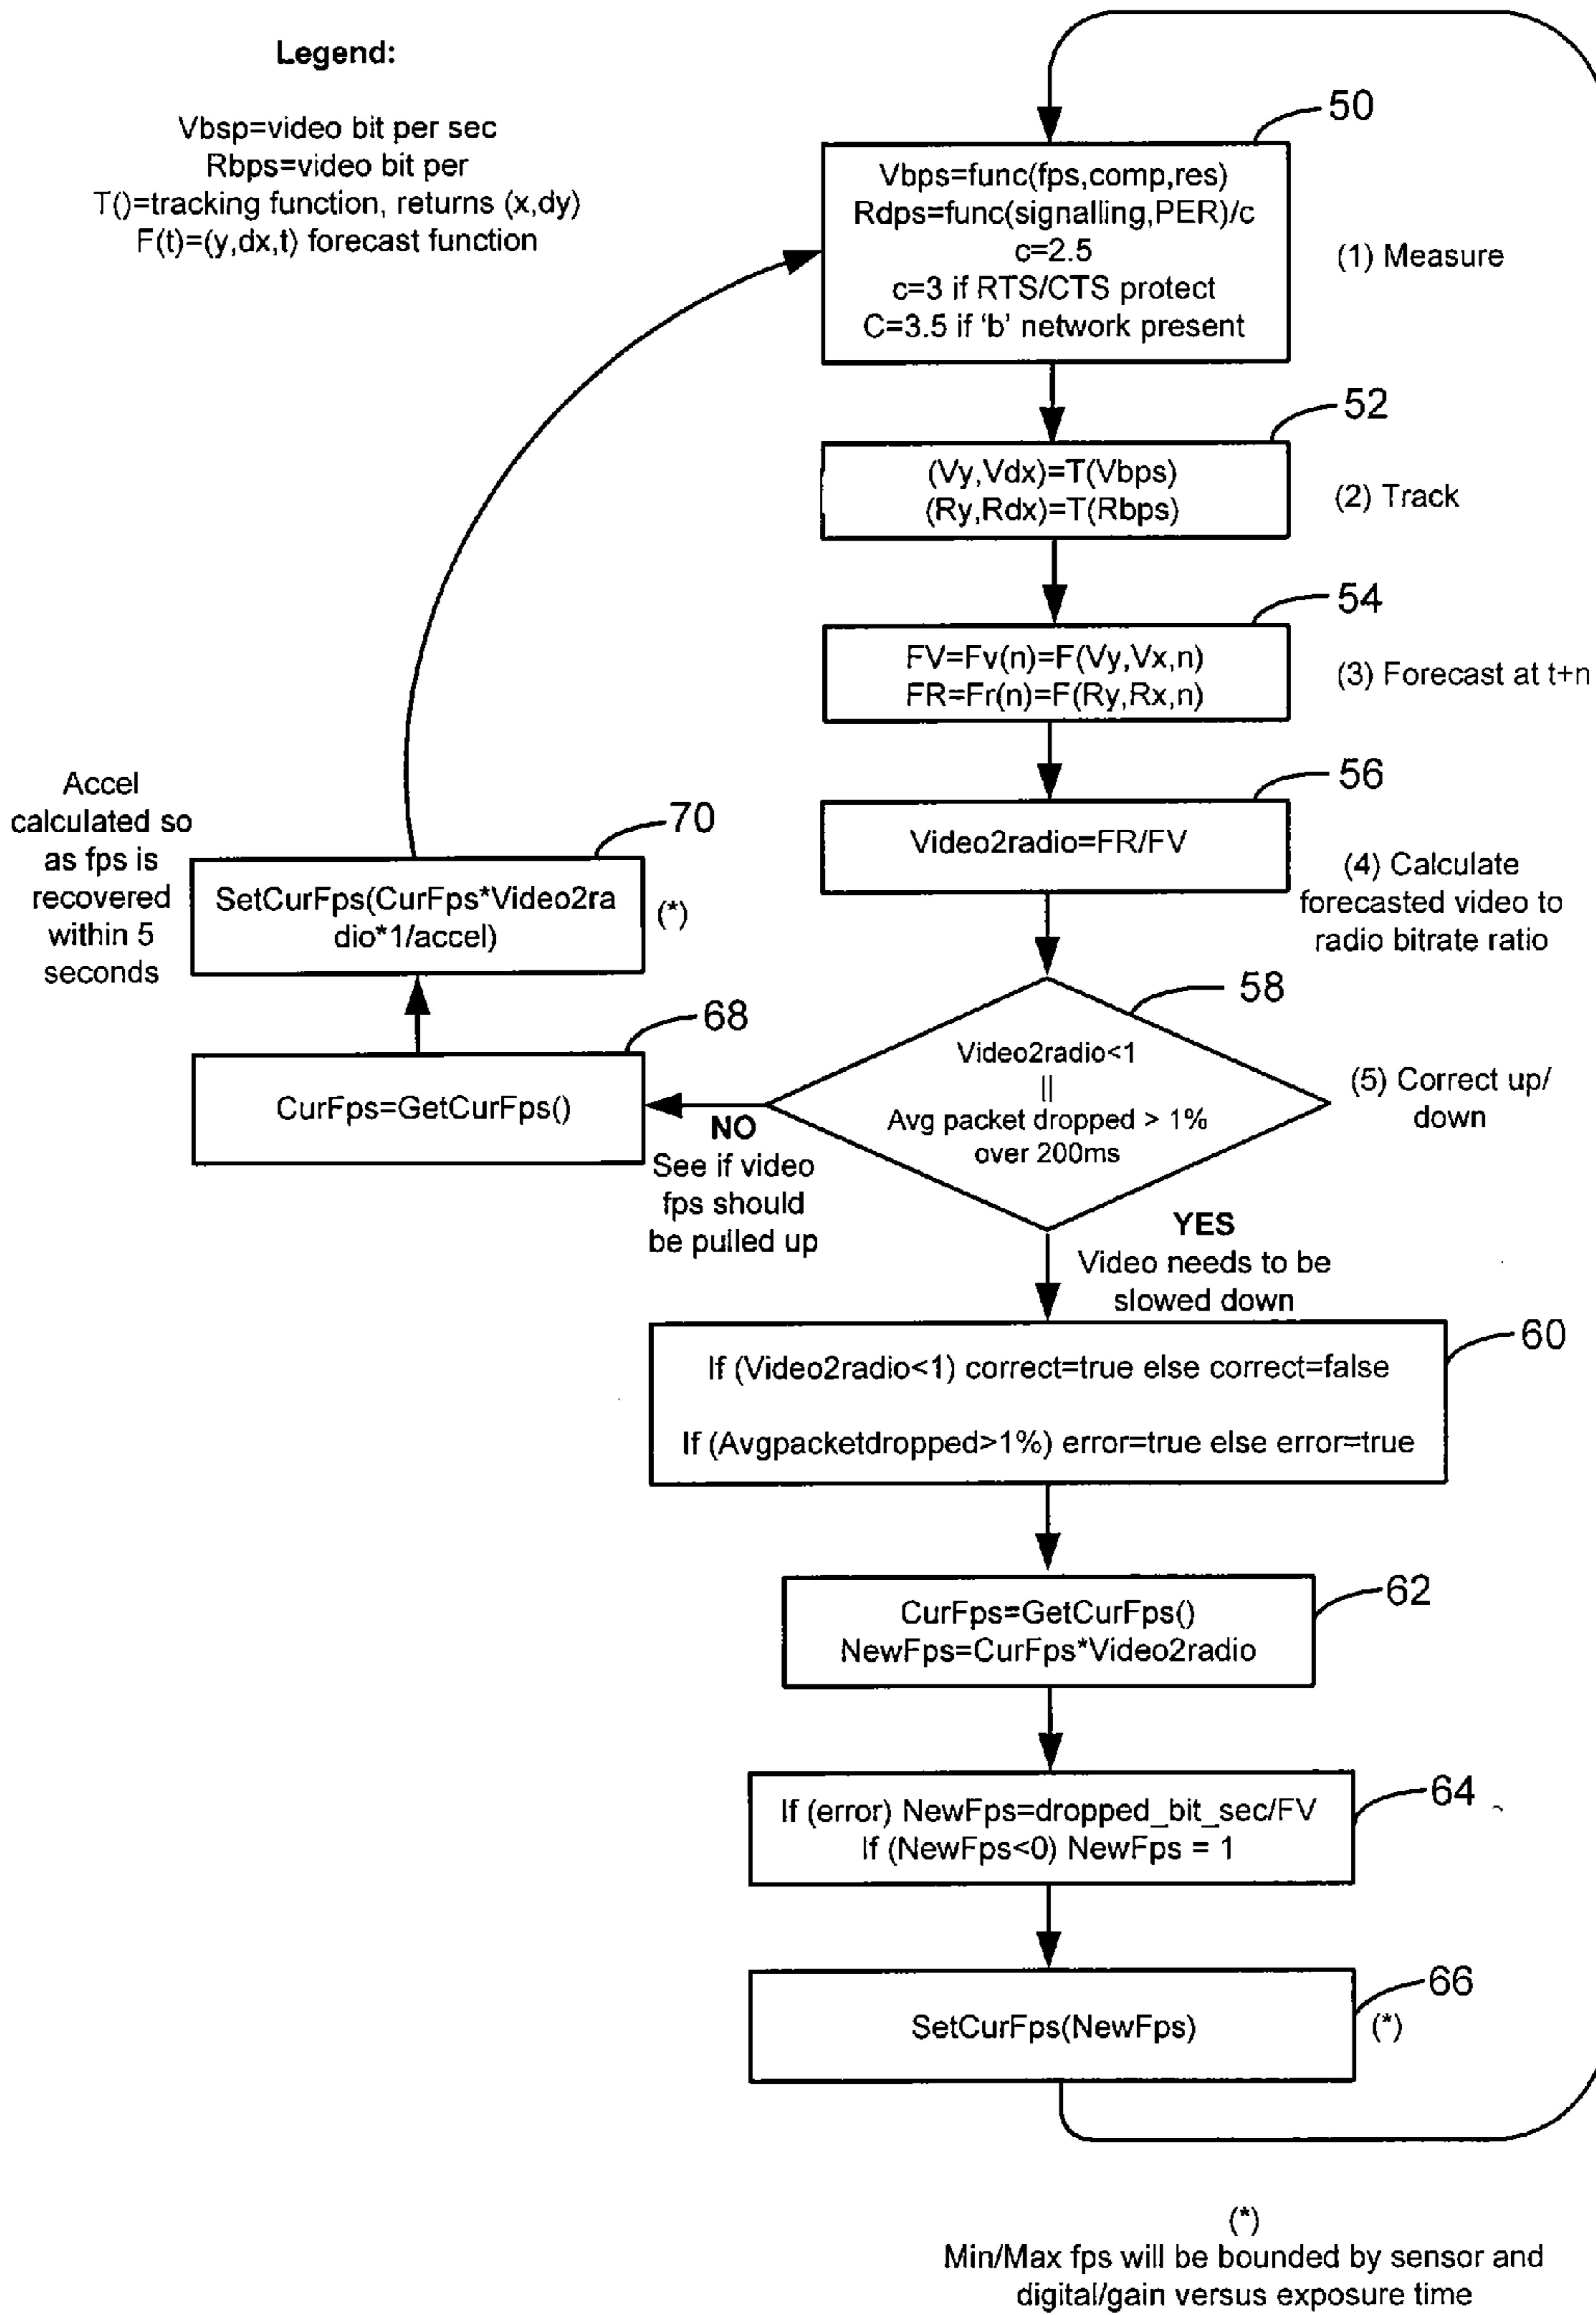 Legend:
Vbsp=video bit per sec
Rbps=video bit per
T()=tracking function, returns (x,dy)
F(t)=(y,dx,t) forecast function
50
Vbps=func(fps,comp,res)
Rdps=func(signalling,PER)/c
c=2.5
c=3 if RTS/CTS protect
C=3.5 if 'b' network present
(1) Measure
52
(Vy,Vdx)=T(Vbps)
(Ry,Rdx)=T(Rbps)
(2) Track
54
FV=Fv(n)=F(Vy,Vx,n)
FR=Fr(n)=F(Ry,Rx,n)
(3) Forecast at t+n
56
Video2radio=FR/FV
(4) Calculate
forecasted video to
radio bitrate ratio
58
Video2radio<1
||
Avg packet dropped > 1%
over 200ms
(5) Correct up/
down
NO
See if video
fps should
be pulled up
68
CurFps=GetCurFps()
70
SetCurFps(CurFps*Video2ra
dio*1/accel)
(*)
Accel
calculated so
as fps is
recovered
within 5
seconds
YES
Video needs to be
slowed down
60
If (Video2radio<1) correct=true else correct=false
If (Avgpacketdropped>1%) error=true else error=true
62
CurFps=GetCurFps()
NewFps=CurFps*Video2radio
64
If (error) NewFps=dropped_bit_sec/FV
If (NewFps<0) NewFps = 1
66
SetCurFps(NewFps)
(*)
(*)
Min/Max fps will be bounded by sensor and
digital/gain versus exposure time